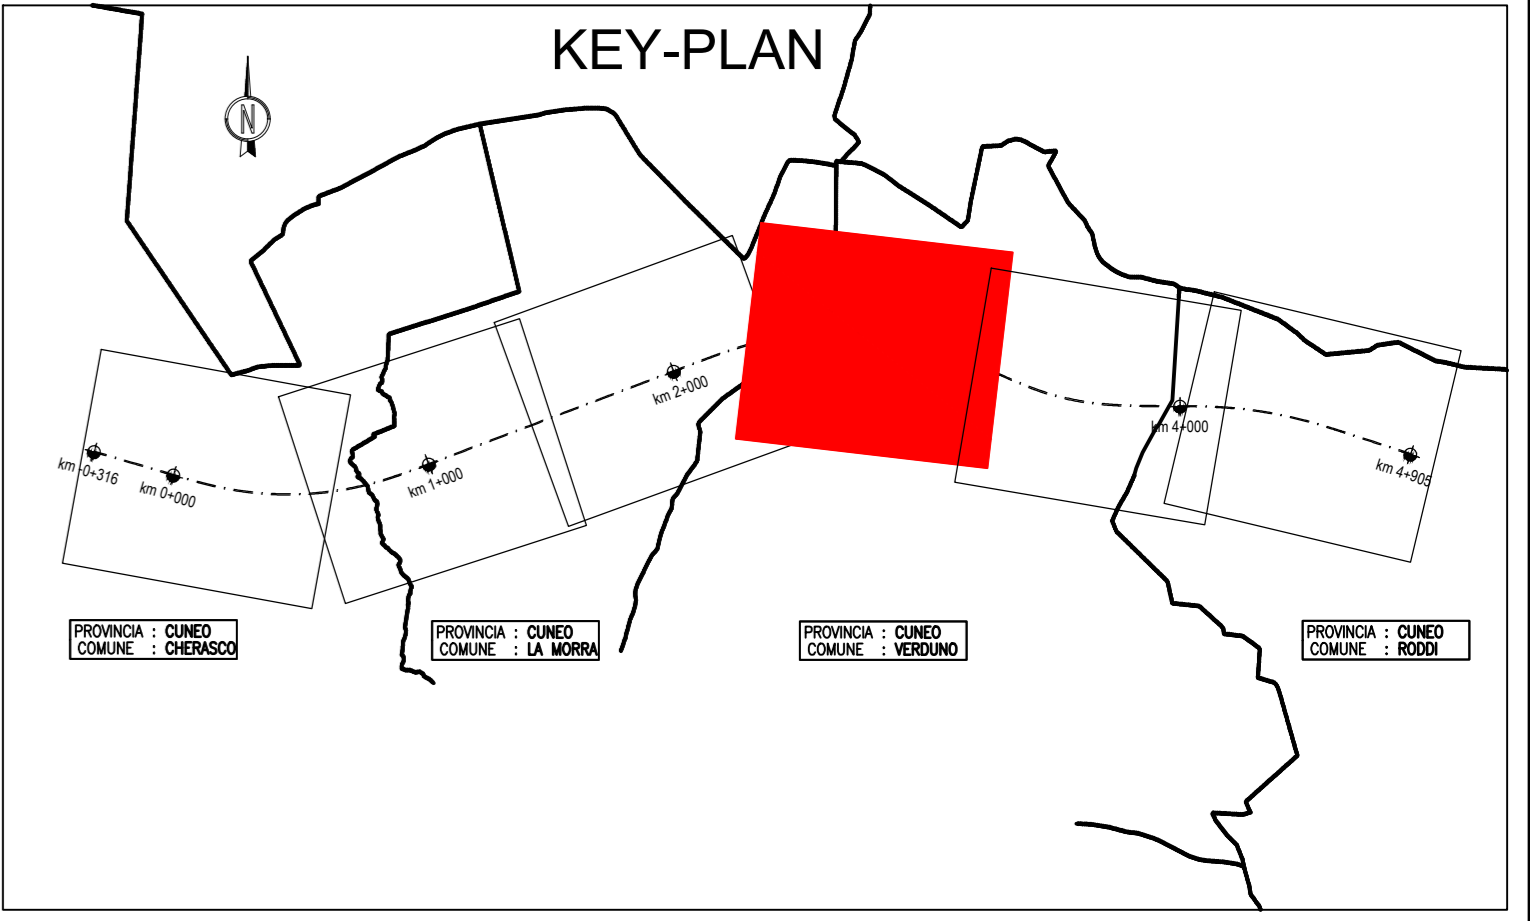 KEY-PLAN
N
km 2+000
km 4+000
km -0+316
km 0+000
km 1+000
km 4+905
PROVINCIA : CUNEO
COMUNE : CHERASCO
PROVINCIA : CUNEO
COMUNE : LA MORRA
PROVINCIA : CUNEO
COMUNE : VERDUNO
PROVINCIA : CUNEO
COMUNE : RODDI